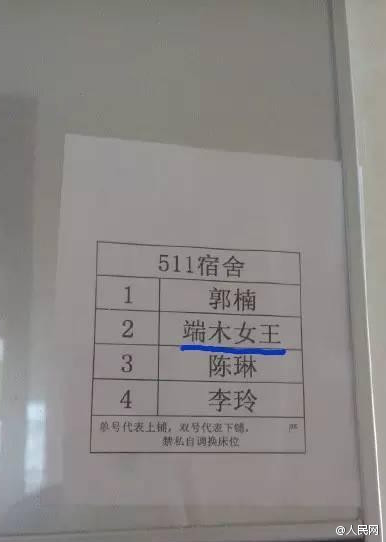 511宿舍
1 郭楠
2 端木女王
3 陈琳
4 李玲
单号代表上铺，双号代表下铺，
禁私自调换床位
@人民网